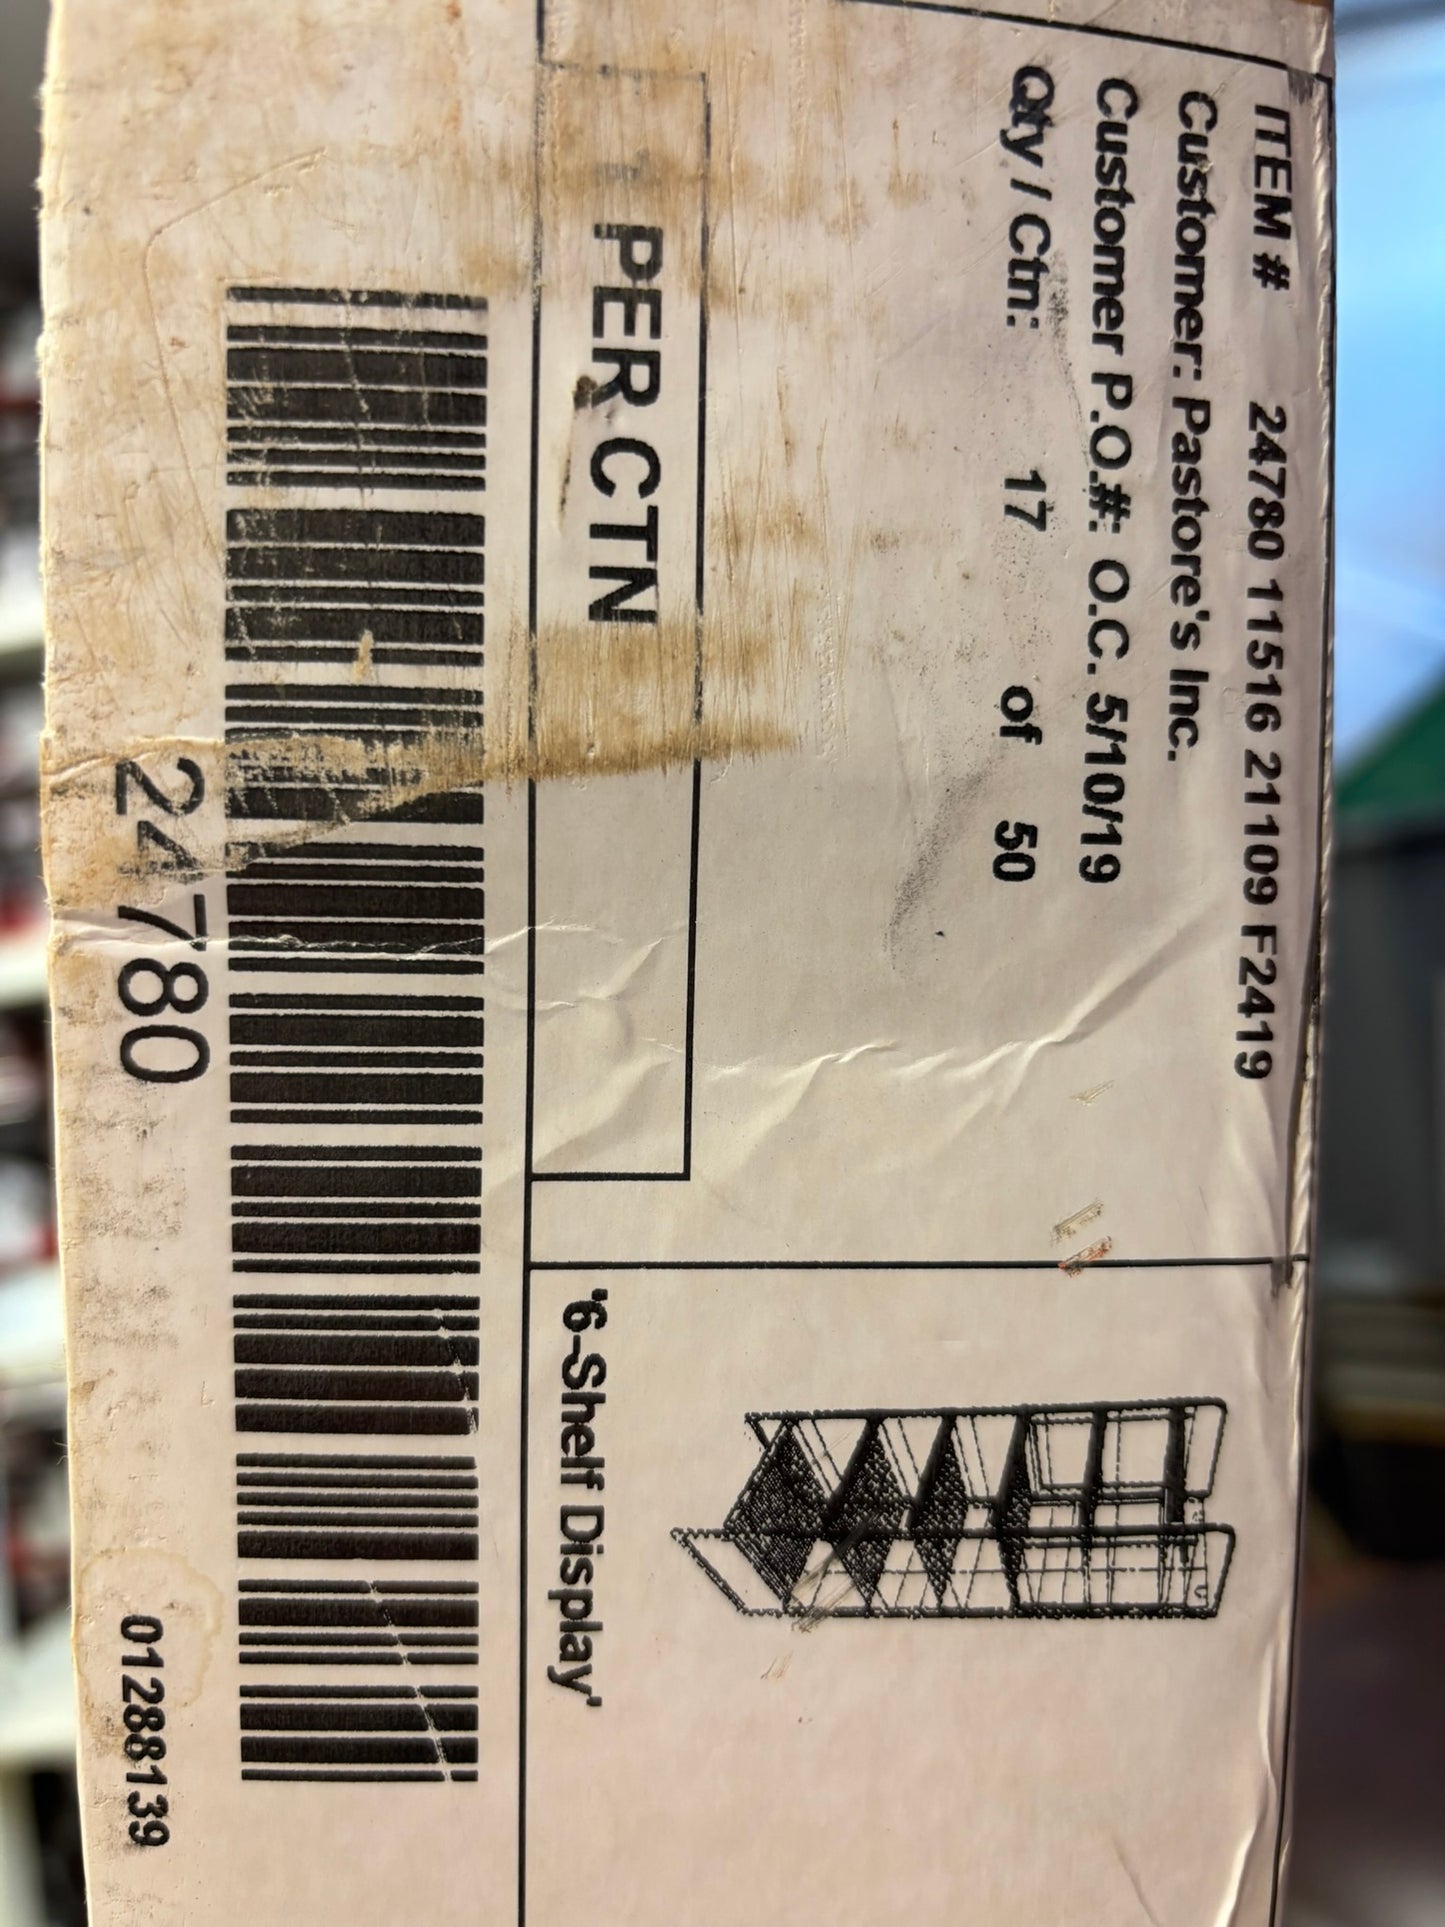 ITEM # 24780 11516 21109 F2419
Customer: Pastore's Inc.
Customer P.O.#: O.C. 5/10/19
Qty / Ctn: 17 of 50
PER CTN
'6-Shelf Display'
24780
01288139